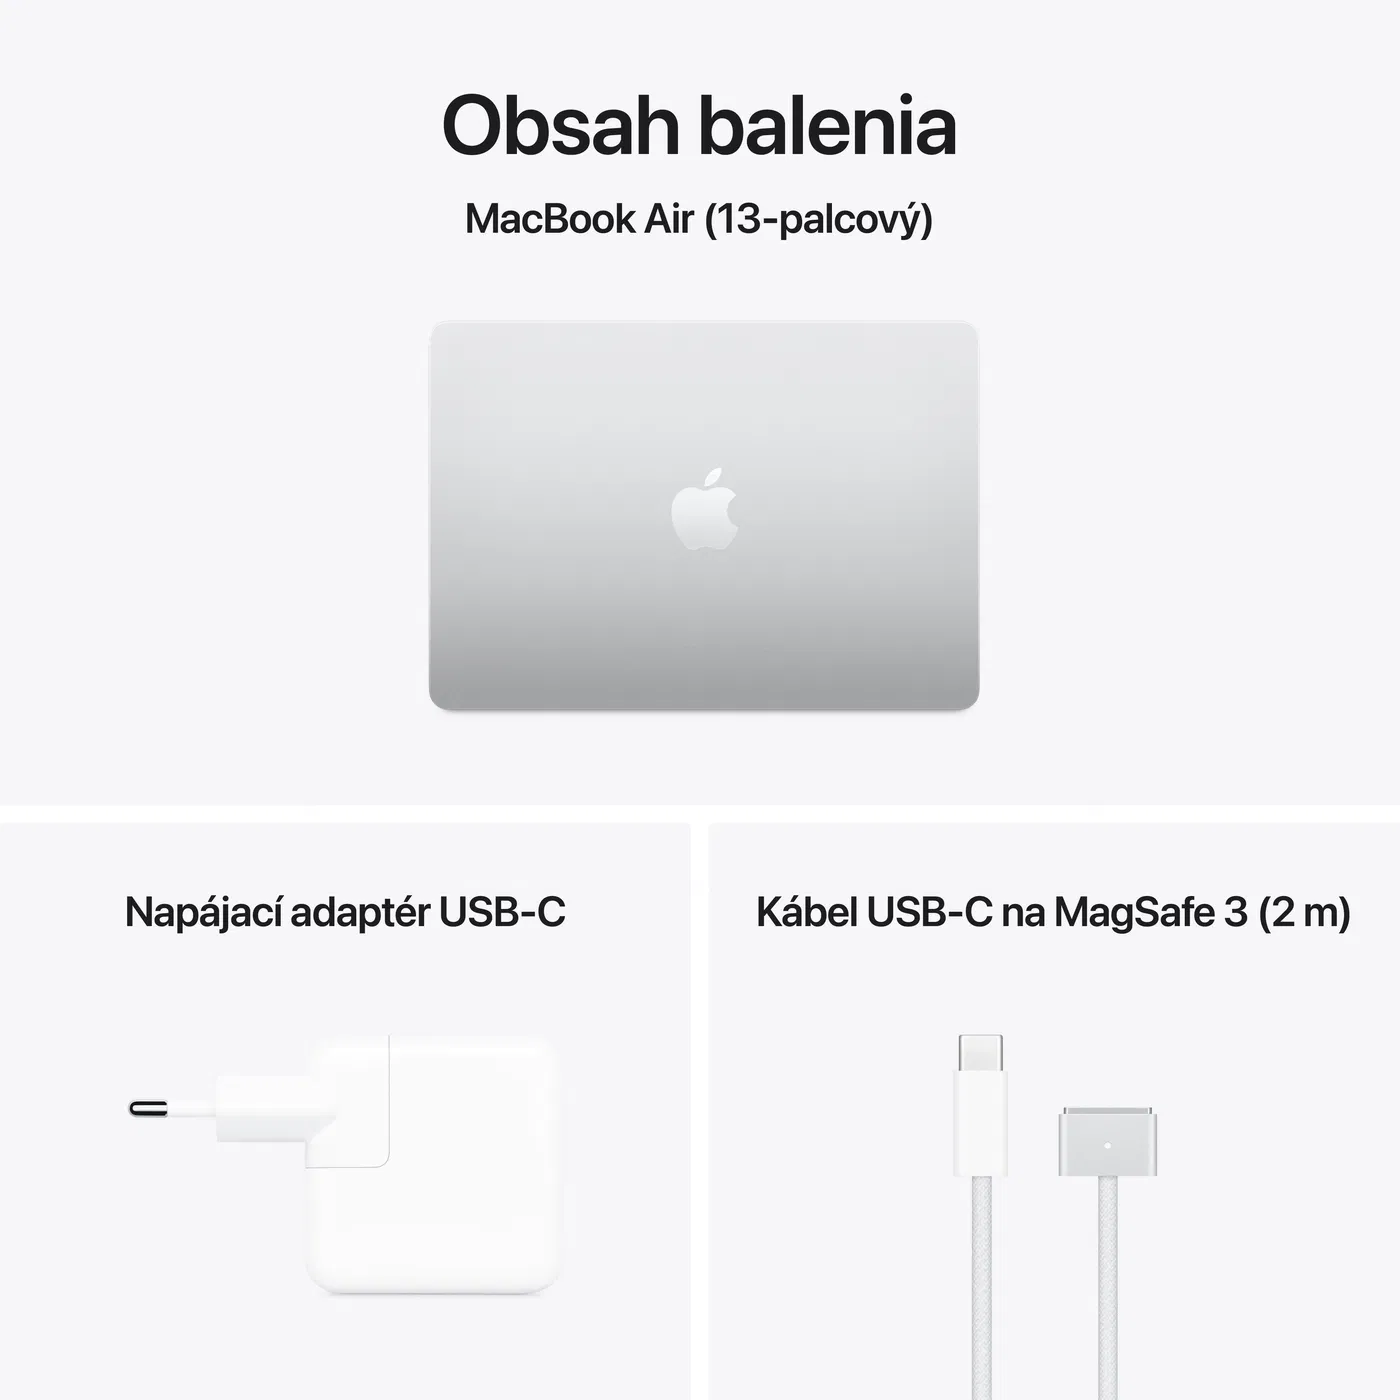 Obsah balenia
MacBook Air (13-palcový)
Napájací adaptér USB-C
Kábel USB-C na MagSafe 3 (2 m)